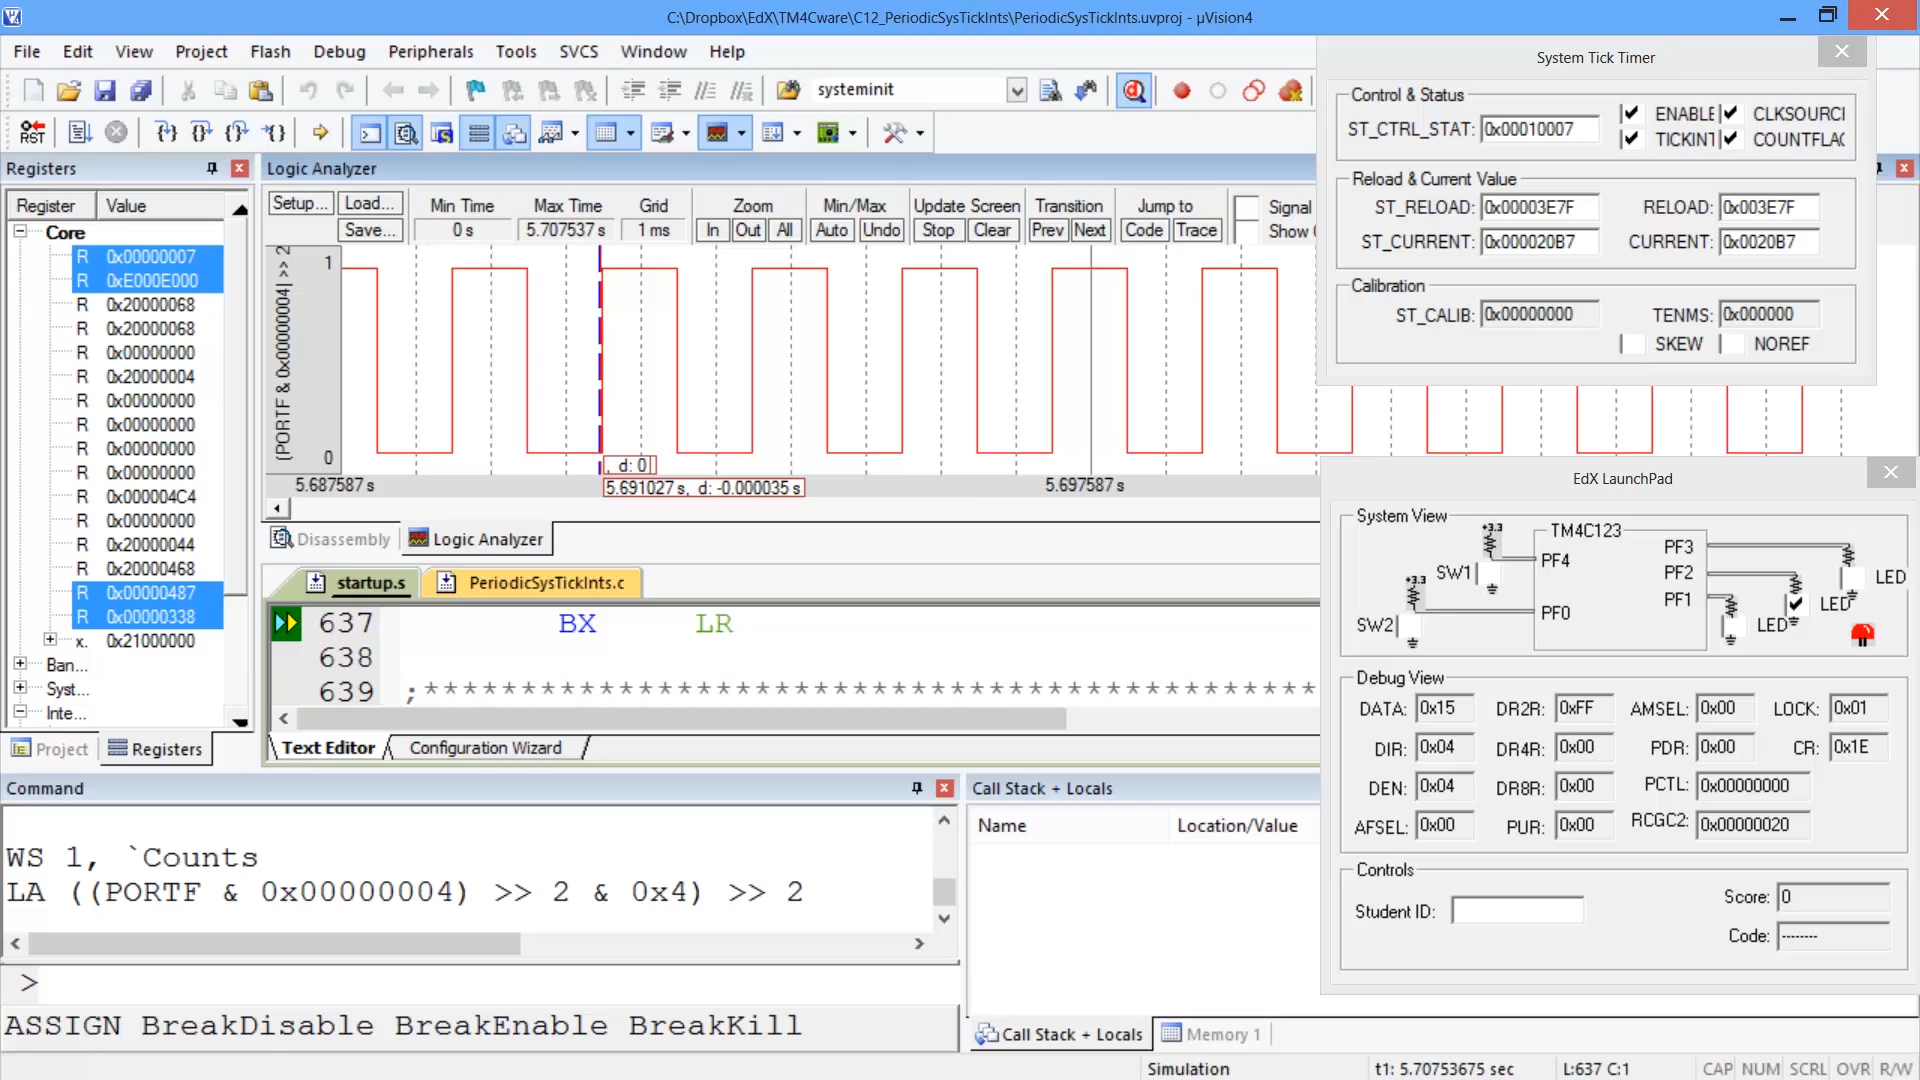 C:\Dropbox\EdX\TM4Cware\C12_PeriodicSysTickInts\PeriodicSysTickInts.uvproj - µVision4
File Edit View Project Flash Debug Peripherals Tools SVCS Window Help
systeminit
RST
Registers
Register Value
Core
R 0x00000007
R 0xE000E000
R 0x20000068
R 0x20000068
R 0x00000000
R 0x20000004
R 0x00000000
R 0x00000000
R 0x00000000
R 0x00000000
R 0x000004C4
R 0x00000000
R 0x20000044
R 0x20000468
R 0x00000487
R 0x00000338
x. 0x21000000
Ban...
Syst...
Inte...
Project Registers
Logic Analyzer
Setup... Load... Min Time Max Time Grid Zoom Min/Max Update Screen Transition Jump to Signal
Save... 0 s 5.707537 s 1 ms In Out All Auto Undo Stop Clear Prev Next Code Trace Show
(PORTF & 0x00000004) >> 2
1
0
, d: 0
5.687587 s 5.691027 s, d: -0.000035 s 5.697587 s
Disassembly Logic Analyzer
startup.s PeriodicSysTickInts.c
637 BX LR
638
639 ;**********************************************
Text Editor Configuration Wizard
System Tick Timer
Control & Status
ST_CTRL_STAT: 0x00010007 ENABLE CLKSOURCI
TICKINT COUNTFLAC
Reload & Current Value
ST_RELOAD: 0x00003E7F RELOAD: 0x003E7F
ST_CURRENT: 0x000020B7 CURRENT: 0x0020B7
Calibration
ST_CALIB: 0x00000000 TENMS: 0x000000
SKEW NOREF
EdX LaunchPad
System View
+3.3 TM4C123 PF3
SW1 PF4 PF2 LED
+3.3 PF1 LED
SW2 PF0 LED
Debug View
DATA: 0x15 DR2R: 0xFF AMSEL: 0x00 LOCK: 0x01
DIR: 0x04 DR4R: 0x00 PDR: 0x00 CR: 0x1E
DEN: 0x04 DR8R: 0x00 PCTL: 0x00000000
AFSEL: 0x00 PUR: 0x00 RCGC2: 0x00000020
Controls
Student ID: Score: 0
Code: --------
Command
WS 1, `Counts
LA ((PORTF & 0x00000004) >> 2 & 0x4) >> 2
>
ASSIGN BreakDisable BreakEnable BreakKill
Call Stack + Locals
Name Location/Value
Call Stack + Locals Memory 1
Simulation t1: 5.70753675 sec L:637 C:1 CAP NUM SCRL OVR R/W